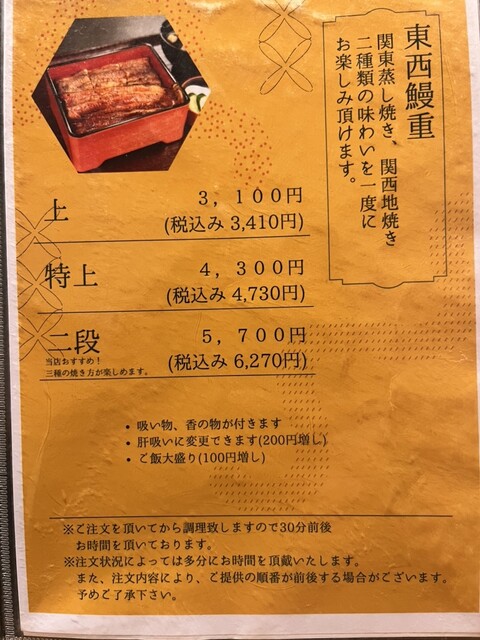 東西鰻重
関東蒸し焼き、関西地焼き
二種類の味わいを一度に
お楽しみ頂けます。
上
3,100円
(税込み 3,410円)
特上
4,300円
(税込み 4,730円)
二段
5,700円
(税込み 6,270円)
当店おすすめ！
三種の焼き方が楽しめます。
• 吸い物、香の物が付きます
• 肝吸いに変更できます(200円増し)
• ご飯大盛り(100円増し)
※ご注文を頂いてから調理致しますので30分前後
お時間を頂いております。
※注文状況によっては多分にお時間を頂戴いたします。
また、注文内容により、ご提供の順番が前後する場合がございます。
予めご了承下さい。